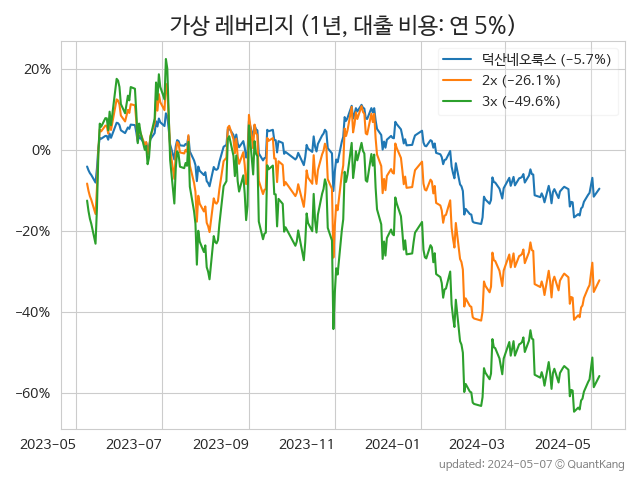 가상 레버리지 (1년, 대출 비용: 연 5%)
덕산네오룩스 (−5.7%)
2x (−26.1%)
3x (−49.6%)
20%
0%
−20%
−40%
−60%
2023−05 2023−07 2023−09 2023−11 2024−01 2024−03 2024−05
updated: 2024-05-07 © QuantKang